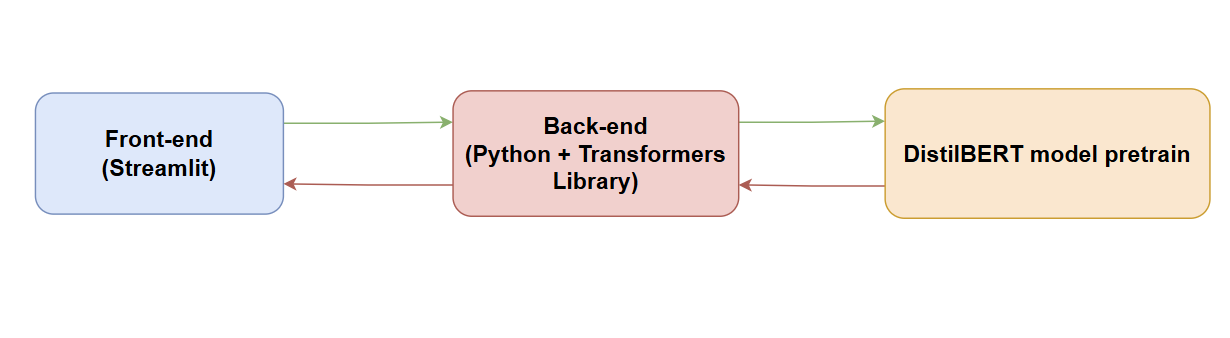 Front-end
(Streamlit)
Back-end
(Python + Transformers
Library)
DistilBERT model pretrain